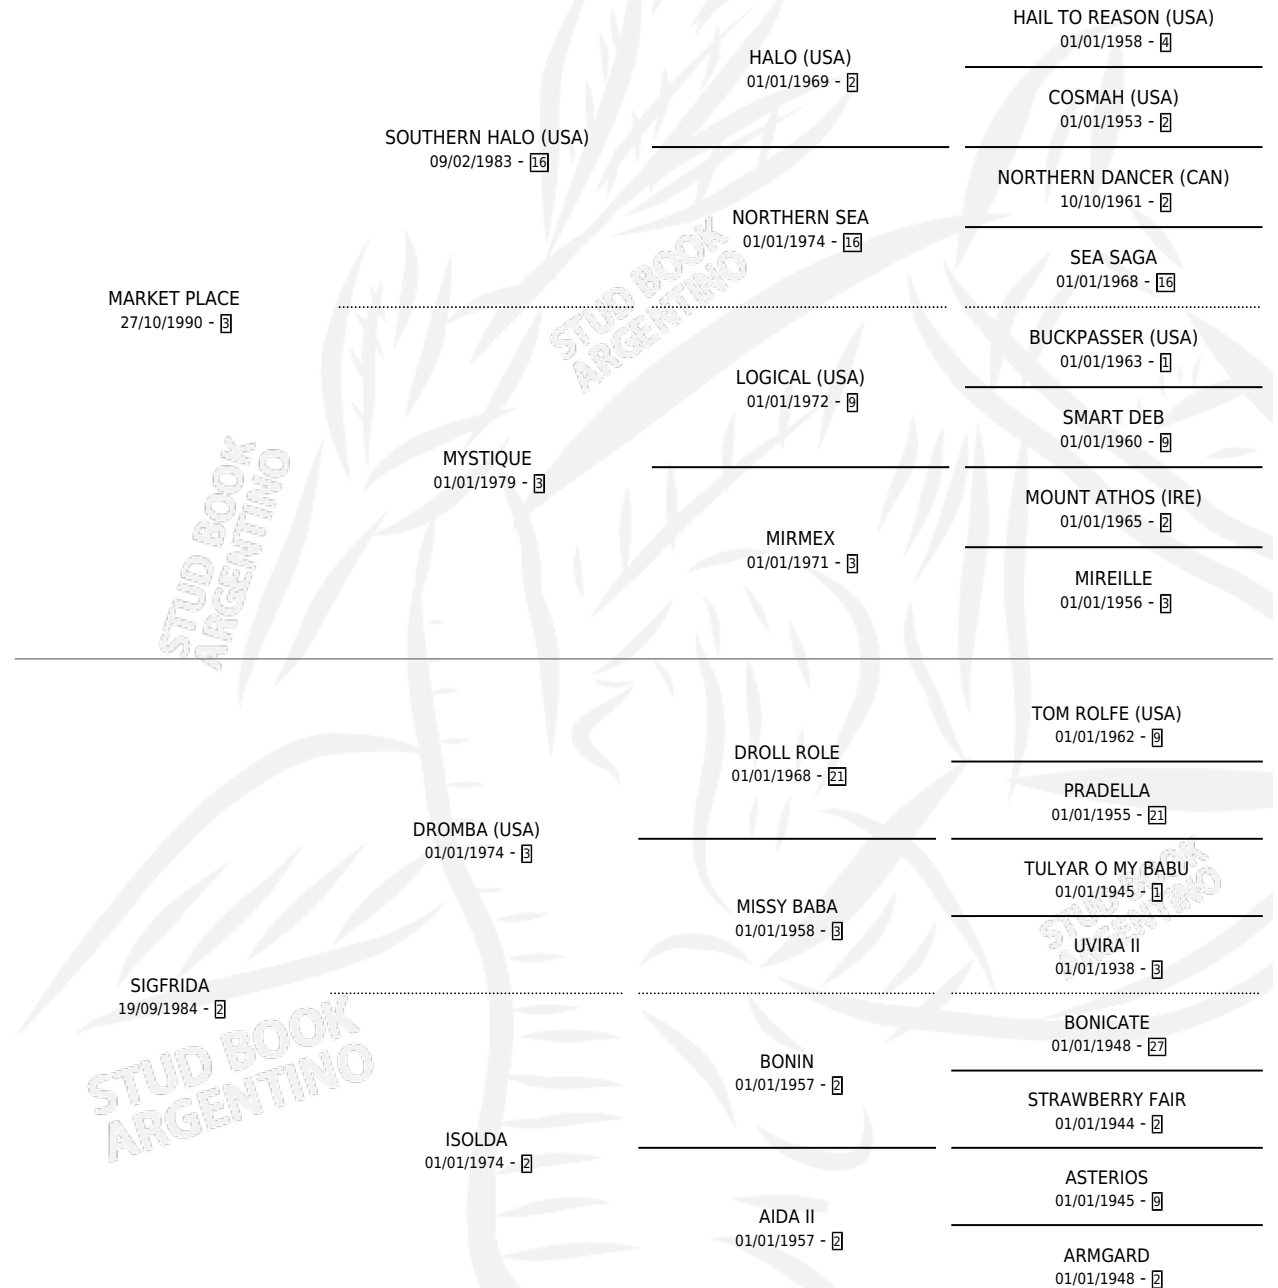 HAIL TO REASON (USA)
01/01/1958 - 4
HALO (USA)
01/01/1969 - 2
COSMAH (USA)
01/01/1953 - 2
SOUTHERN HALO (USA)
09/02/1983 - 16
NORTHERN DANCER (CAN)
10/10/1961 - 2
NORTHERN SEA
01/01/1974 - 16
SEA SAGA
01/01/1968 - 16
MARKET PLACE
27/10/1990 - 3
BUCKPASSER (USA)
01/01/1963 - 1
LOGICAL (USA)
01/01/1972 - 9
SMART DEB
01/01/1960 - 9
MYSTIQUE
01/01/1979 - 3
MOUNT ATHOS (IRE)
01/01/1965 - 2
MIRMEX
01/01/1971 - 3
MIREILLE
01/01/1956 - 3
TOM ROLFE (USA)
01/01/1962 - 9
DROLL ROLE
01/01/1968 - 21
PRADELLA
01/01/1955 - 21
DROMBA (USA)
01/01/1974 - 3
TULYAR O MY BABU
01/01/1945 - 1
MISSY BABA
01/01/1958 - 3
UVIRA II
01/01/1938 - 3
SIGFRIDA
19/09/1984 - 2
BONICATE
01/01/1948 - 27
BONIN
01/01/1957 - 2
STRAWBERRY FAIR
01/01/1944 - 2
ISOLDA
01/01/1974 - 2
ASTERIOS
01/01/1945 - 9
AIDA II
01/01/1957 - 2
ARMGARD
01/01/1948 - 2
STUD BOOK
ARGENTINO
STUD BOOK
ARGENTINO
STUD BOOK
ARGENTINO
STUD BOOK
ARGENTINO